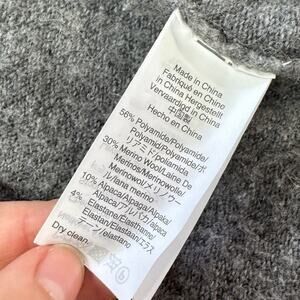 Made in China
Fabriqué en Chine
in China Hergestellt
Vervaardigd in China
中国製
Hecho en China
56% Polyamide/Polyamide/
Polyamid/Polyamide/ポ
リアミド/poliamida
30% Merino Wool/Laine De
Merinos/Merinowolle/
Merinowol/メリノウー
ル/lana merino
10% Alpaca/Alpaga/Alpaka/
Alpaca/アルパカ/alpaca
4% Elastane/Elasthanne/
Elastan/Elastaan/エラス
テーン/elastano
Dry clean